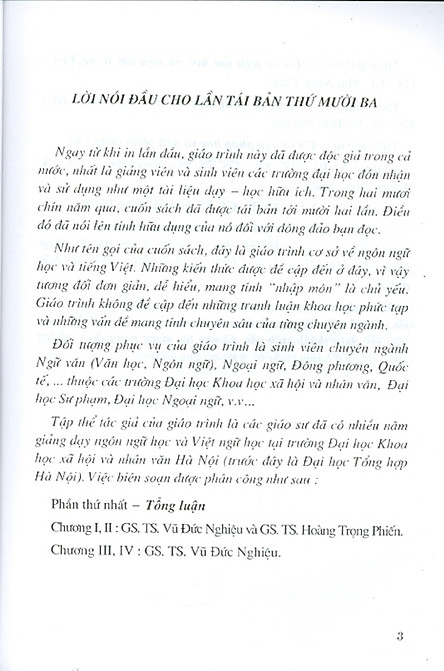 LỜI NÓI ĐẦU CHO LẦN TÁI BẢN THỨ MƯỜI BA
Ngay từ khi in lần đầu, giáo trình này đã được độc giả trong cả
nước, nhất là giảng viên và sinh viên các trường đại học đón nhận
và sử dụng như một tài liệu dạy – học hữu ích. Trong hai mươi
chín năm qua, cuốn sách đã được tái bản tới mười hai lần. Điều
đó đã nói lên tính hữu dụng của nó đối với đông đảo bạn đọc.
Như tên gọi của cuốn sách, đây là giáo trình cơ sở về ngôn ngữ
học và tiếng Việt. Những kiến thức được đề cập đến ở đây, vì vậy
tương đối đơn giản, dễ hiểu, mang tính "nhập môn" là chủ yếu.
Giáo trình không đề cập đến những tranh luận khoa học phức tạp
và những vấn đề mang tính chuyên sâu của từng chuyên ngành.
Đối tượng phục vụ của giáo trình là sinh viên chuyên ngành
Ngữ văn (Văn học, Ngôn ngữ), Ngoại ngữ, Đông phương, Quốc
tế, ... thuộc các trường Đại học Khoa học xã hội và nhân văn, Đại
học Sư phạm, Đại học Ngoại ngữ, v.v...
Tập thể tác giả của giáo trình là các giáo sư đã có nhiều năm
giảng dạy ngôn ngữ học và Việt ngữ học tại trường Đại học Khoa
học xã hội và nhân văn Hà Nội (trước đây là Đại học Tổng hợp
Hà Nội). Việc biên soạn được phân công như sau :
Phần thứ nhất – Tổng luận
Chương I, II : GS. TS. Vũ Đức Nghiệu và GS. TS. Hoàng Trọng Phiến.
Chương III, IV : GS. TS. Vũ Đức Nghiệu.
3